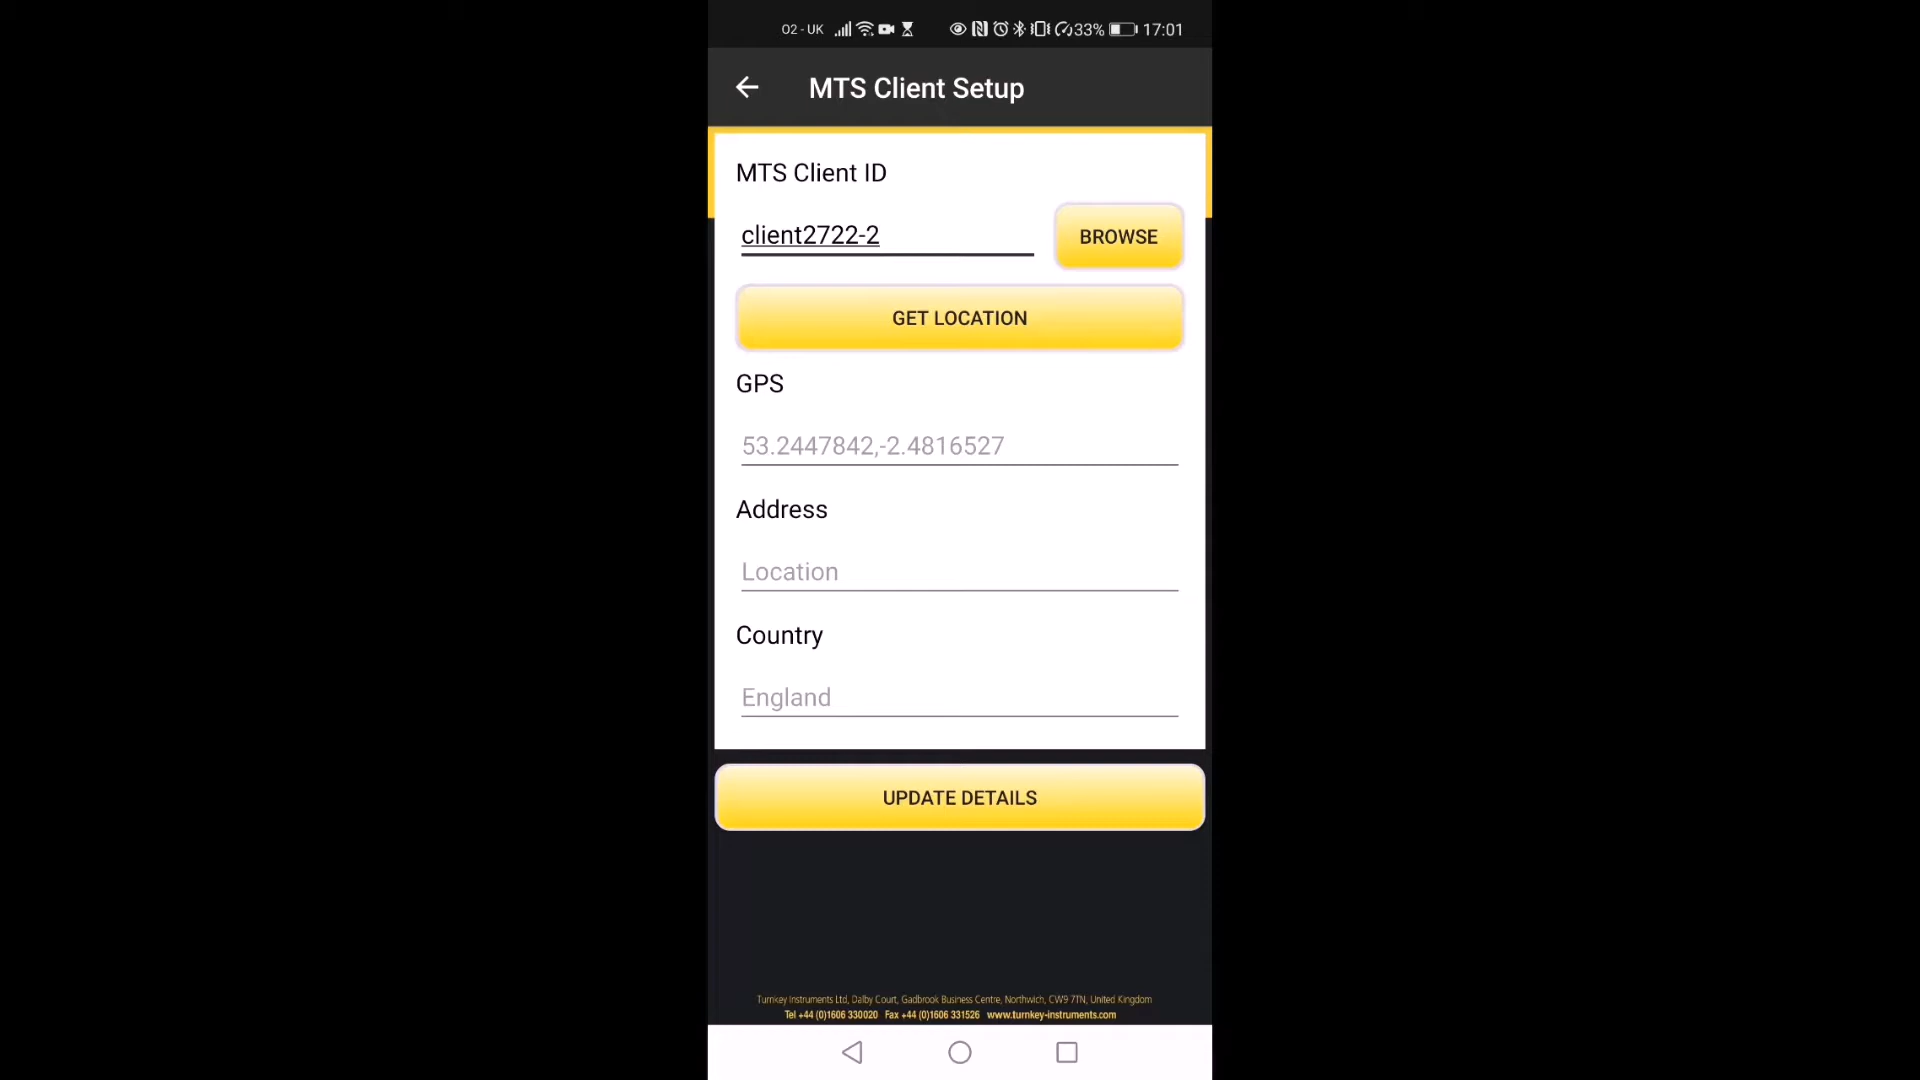 O2 - UK 33% 17:01
MTS Client Setup
MTS Client ID
client2722-2 BROWSE
GET LOCATION
GPS
53.2447842,-2.4816527
Address
Location
Country
England
UPDATE DETAILS
Turnkey Instruments Ltd, Dalby Court, Gadbrook Business Centre, Northwich, CW9 7TN, United Kingdom
Tel +44 (0)1606 330020 Fax +44 (0)1606 331526 www.turnkey-instruments.com